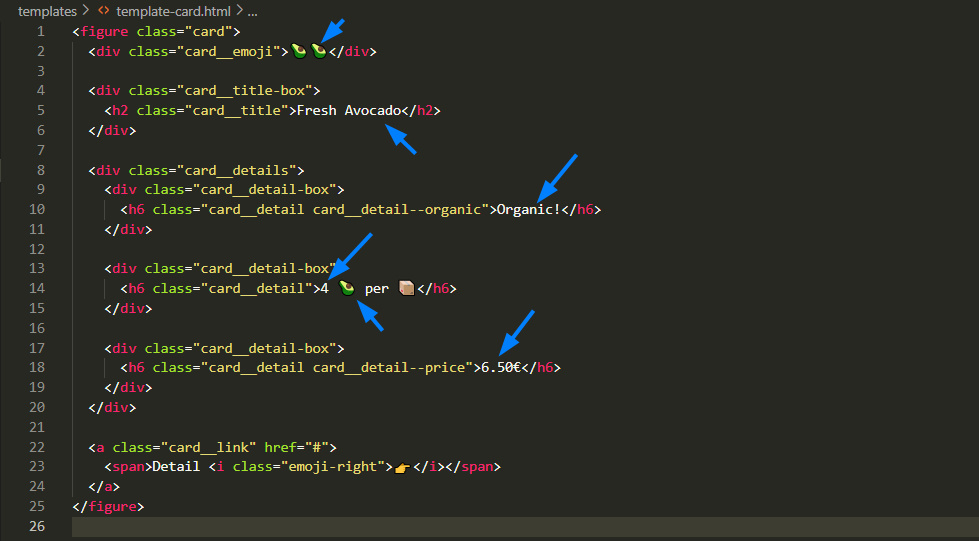 templates > <> template-card.html > ...
1 <figure class="card">
2 <div class="card__emoji">🥑 🥑</div>
3
4 <div class="card__title-box">
5 <h2 class="card__title">Fresh Avocado</h2>
6 </div>
7
8 <div class="card__details">
9 <div class="card__detail-box">
10 <h6 class="card__detail card__detail--organic">Organic!</h6>
11 </div>
12
13 <div class="card__detail-box"
14 <h6 class="card__detail">4 🥑 per 📦</h6>
15 </div>
16
17 <div class="card__detail-box">
18 <h6 class="card__detail card__detail--price">6.50€</h6>
19 </div>
20 </div>
21
22 <a class="card__link" href="#">
23 <span>Detail <i class="emoji-right">👉</i></span>
24 </a>
25 </figure>
26